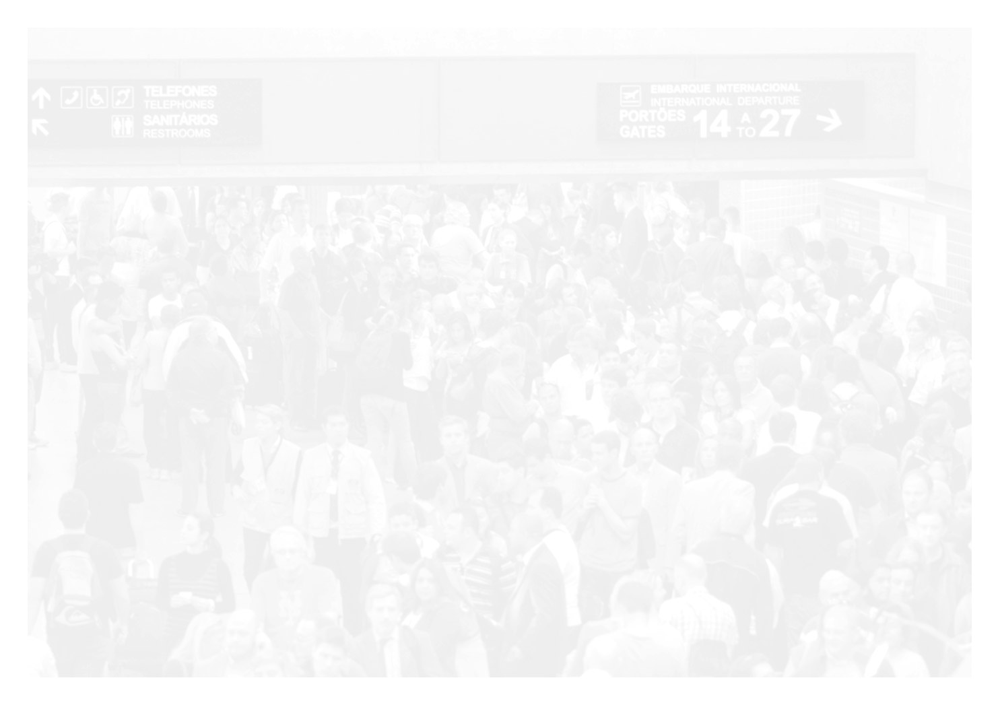 TELEFONES
TELEPHONES
SANITÁRIOS
RESTROOMS
EMBARQUE INTERNACIONAL
INTERNATIONAL DEPARTURE
PORTÕES
GATES
14 A TO 27